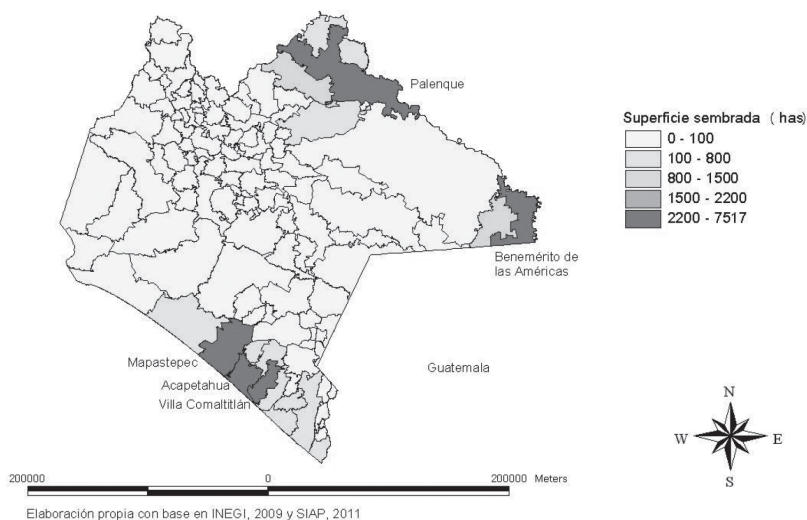 Palenque
Superficie sembrada ( has)
0 - 100
100 - 800
800 - 1500
1500 - 2200
2200 - 7517
Benemérito de
las Américas
Mapastepec
Acapetahua
Villa Comaltitlán
Guatemala
N
W
E
S
200000
0
200000 Meters
Elaboración propia con base en INEGI, 2009 y SIAP, 2011